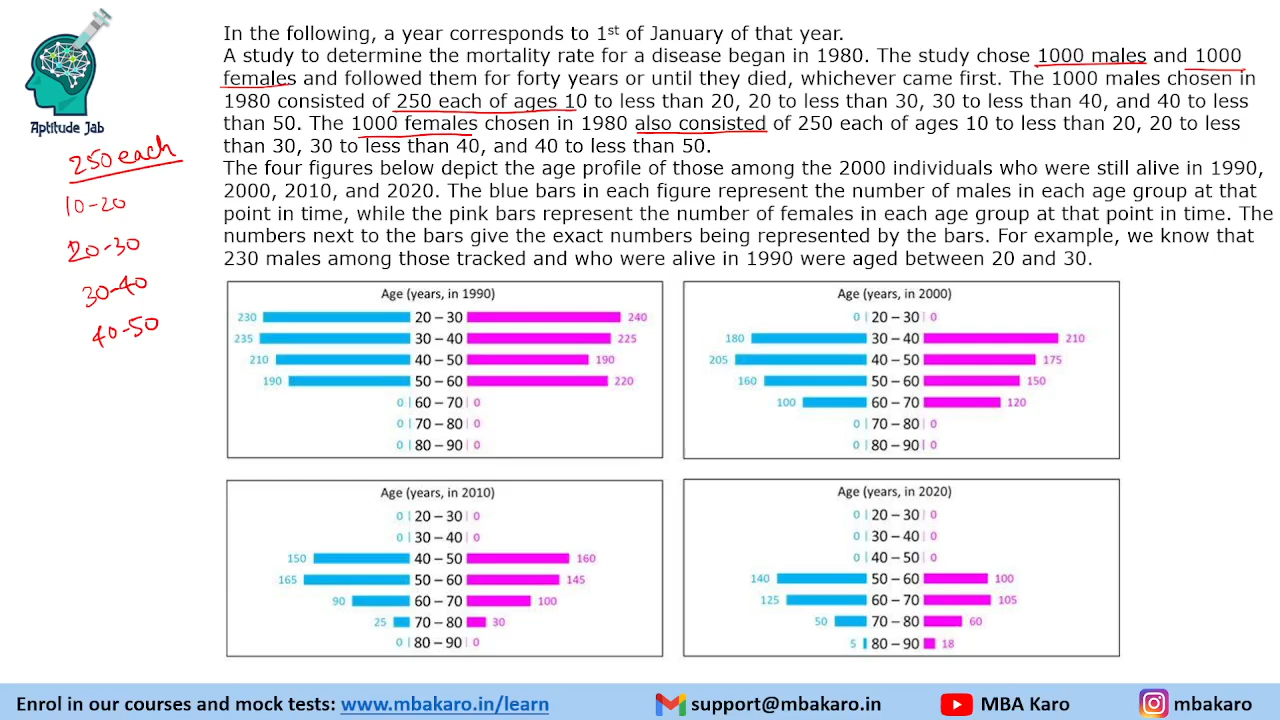 In the following, a year corresponds to 1st of January of that year.
A study to determine the mortality rate for a disease began in 1980. The study chose 1000 males and 1000
females and followed them for forty years or until they died, whichever came first. The 1000 males chosen in
1980 consisted of 250 each of ages 10 to less than 20, 20 to less than 30, 30 to less than 40, and 40 to less
than 50. The 1000 females chosen in 1980 also consisted of 250 each of ages 10 to less than 20, 20 to less
than 30, 30 to less than 40, and 40 to less than 50.
The four figures below depict the age profile of those among the 2000 individuals who were still alive in 1990,
2000, 2010, and 2020. The blue bars in each figure represent the number of males in each age group at that
point in time, while the pink bars represent the number of females in each age group at that point in time. The
numbers next to the bars give the exact numbers being represented by the bars. For example, we know that
230 males among those tracked and who were alive in 1990 were aged between 20 and 30.
Aptitude Jab
250 each
10-20
20-30
30-40
40-50
Age (years, in 1990)
230 20 – 30 240
235 30 – 40 225
210 40 – 50 190
190 50 – 60 220
0 60 – 70 0
0 70 – 80 0
0 80 – 90 0
Age (years, in 2000)
0 20 – 30 0
180 30 – 40 210
205 40 – 50 175
160 50 – 60 150
100 60 – 70 120
0 70 – 80 0
0 80 – 90 0
Age (years, in 2010)
0 20 – 30 0
0 30 – 40 0
150 40 – 50 160
165 50 – 60 145
90 60 – 70 100
25 70 – 80 30
0 80 – 90 0
Age (years, in 2020)
0 20 – 30 0
0 30 – 40 0
0 40 – 50 0
140 50 – 60 100
125 60 – 70 105
50 70 – 80 60
5 80 – 90 18
Enrol in our courses and mock tests: www.mbakaro.in/learn
support@mbakaro.in
MBA Karo
mbakaro